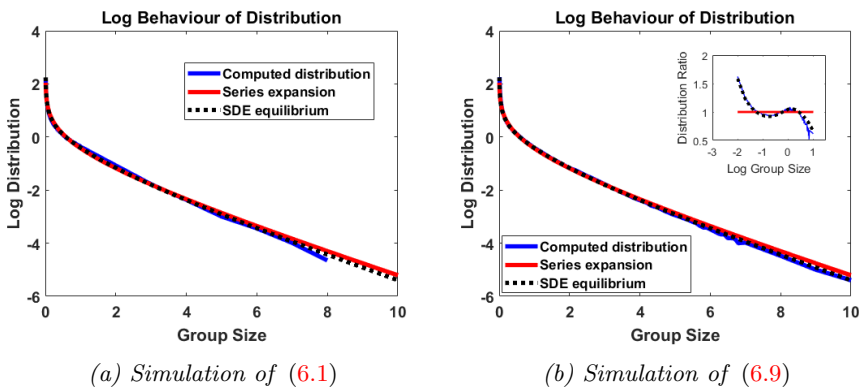 Log Behaviour of Distribution
4
2
0
-2
-4
-6
Log Distribution
Computed distribution
Series expansion
SDE equilibrium
0 2 4 6 8 10
Group Size
(a) Simulation of (6.1)
Log Behaviour of Distribution
4
2
0
-2
-4
-6
Log Distribution
2
1.5
1
0.5
Distribution Ratio
-3 -2 -1 0 1
Log Group Size
Computed distribution
Series expansion
SDE equilibrium
0 2 4 6 8 10
Group Size
(b) Simulation of (6.9)